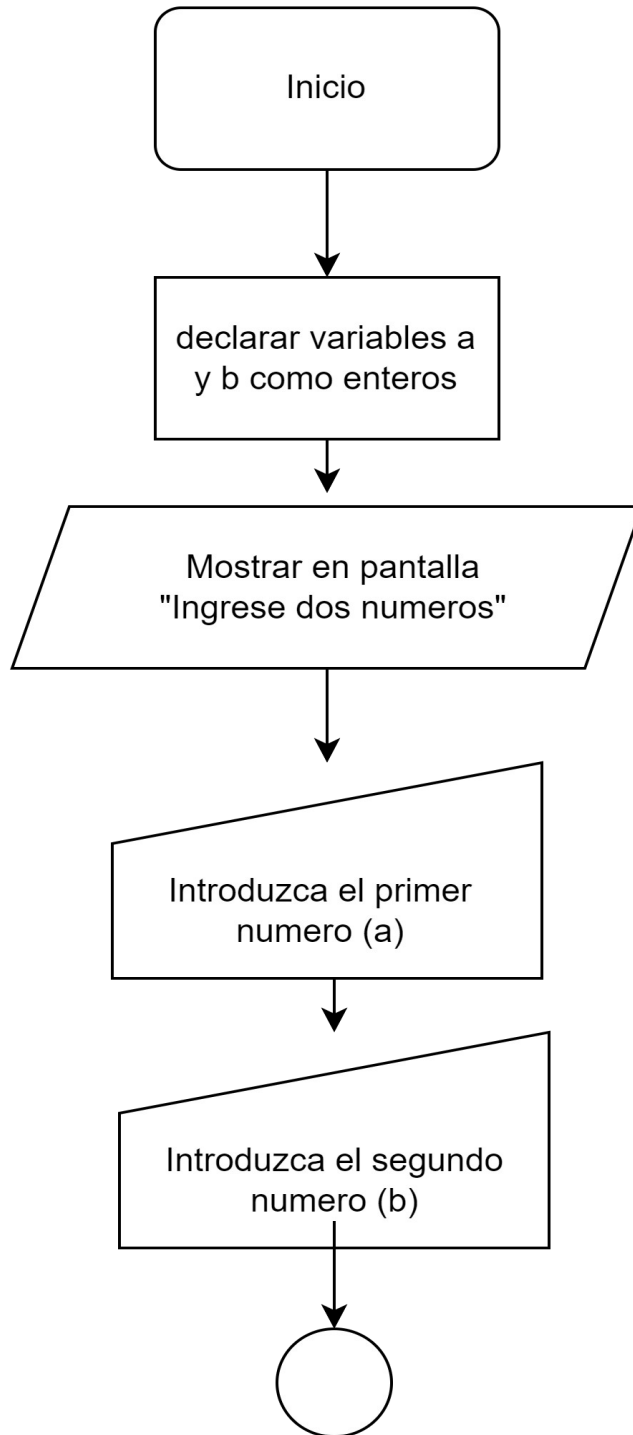 Inicio
declarar variables a
y b como enteros
Mostrar en pantalla
"Ingrese dos numeros"
Introduzca el primer
numero (a)
Introduzca el segundo
numero (b)